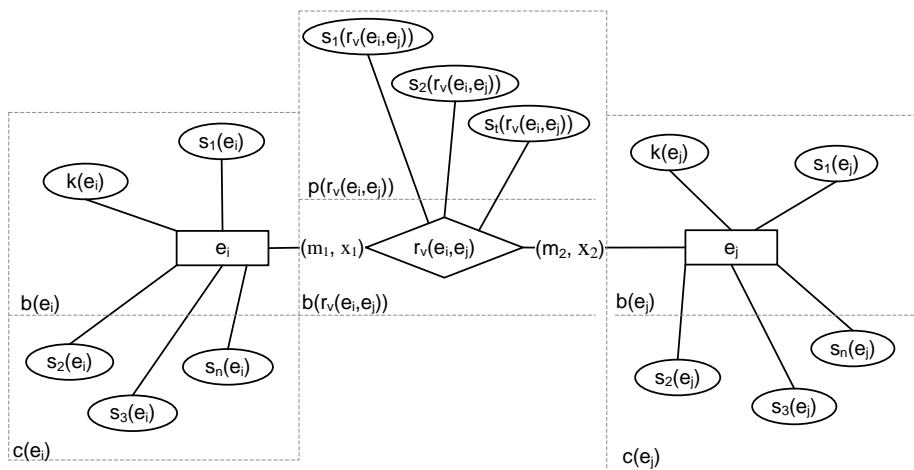 s₁(rᵥ(eᵢ,eⱼ))
s₂(rᵥ(eᵢ,eⱼ))
sₜ(rᵥ(eᵢ,eⱼ))
s₁(eᵢ)
k(eᵢ)
k(eⱼ)
s₁(eⱼ)
p(rᵥ(eᵢ,eⱼ))
eᵢ
(m₁, x₁)
rᵥ(eᵢ,eⱼ)
(m₂, x₂)
eⱼ
b(eᵢ)
b(rᵥ(eᵢ,eⱼ))
b(eⱼ)
s₂(eᵢ)
s₃(eᵢ)
sₙ(eᵢ)
s₂(eⱼ)
s₃(eⱼ)
sₙ(eⱼ)
c(eᵢ)
c(eⱼ)